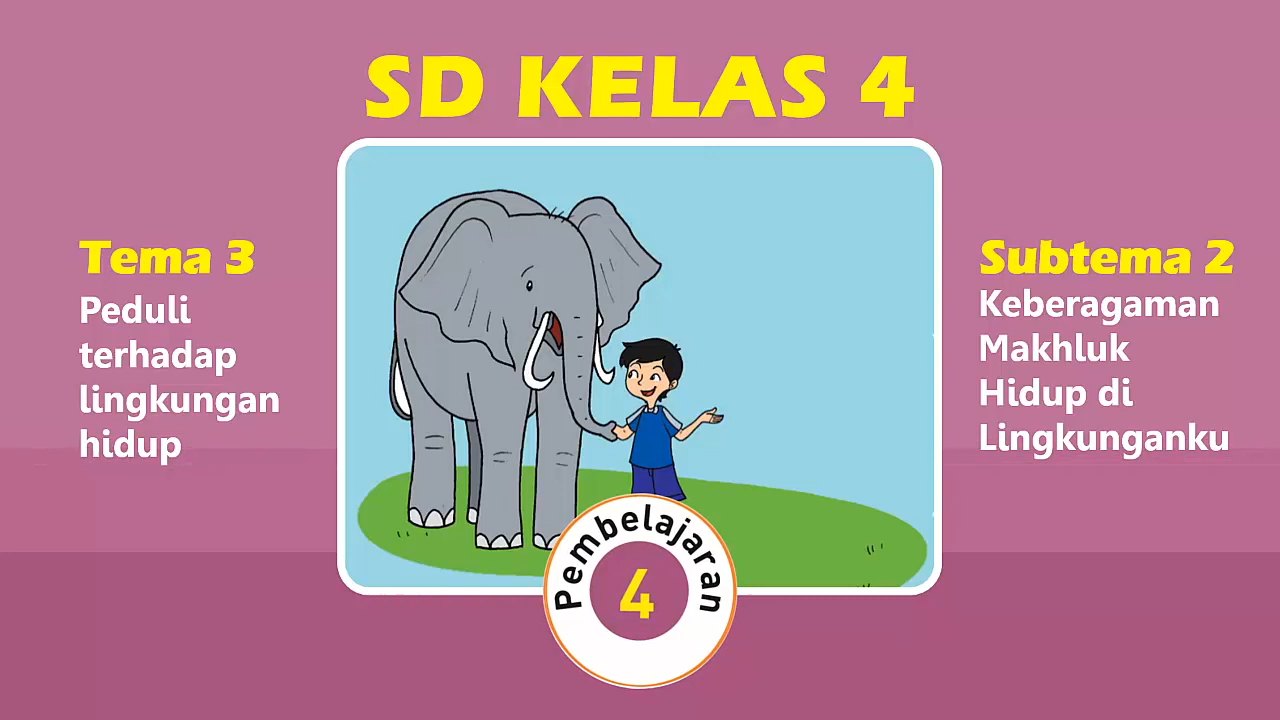 SD KELAS 4
Tema 3
Peduli
terhadap
lingkungan
hidup
Subtema 2
Keberagaman
Makhluk
Hidup di
Lingkunganku
Pembelajaran
4